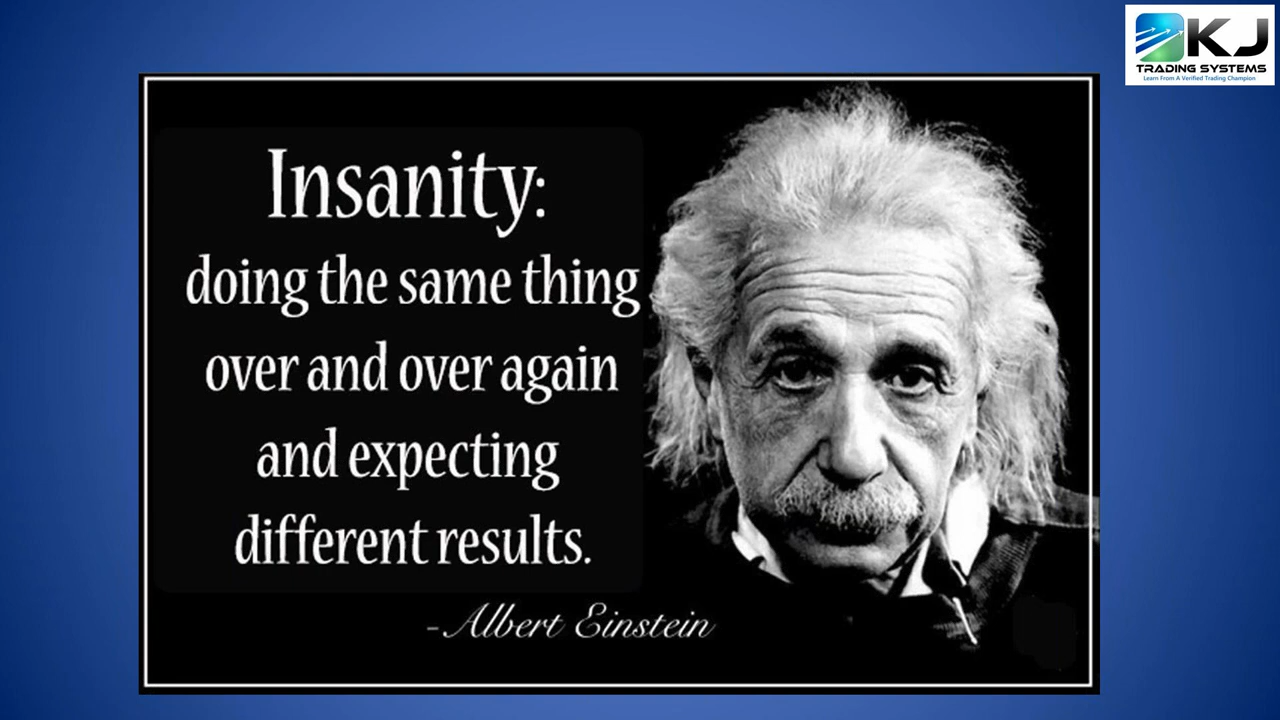 KJ
TRADING SYSTEMS
Learn From A Verified Trading Champion
Insanity:
doing the same thing
over and over again
and expecting
different results.
-Albert Einstein